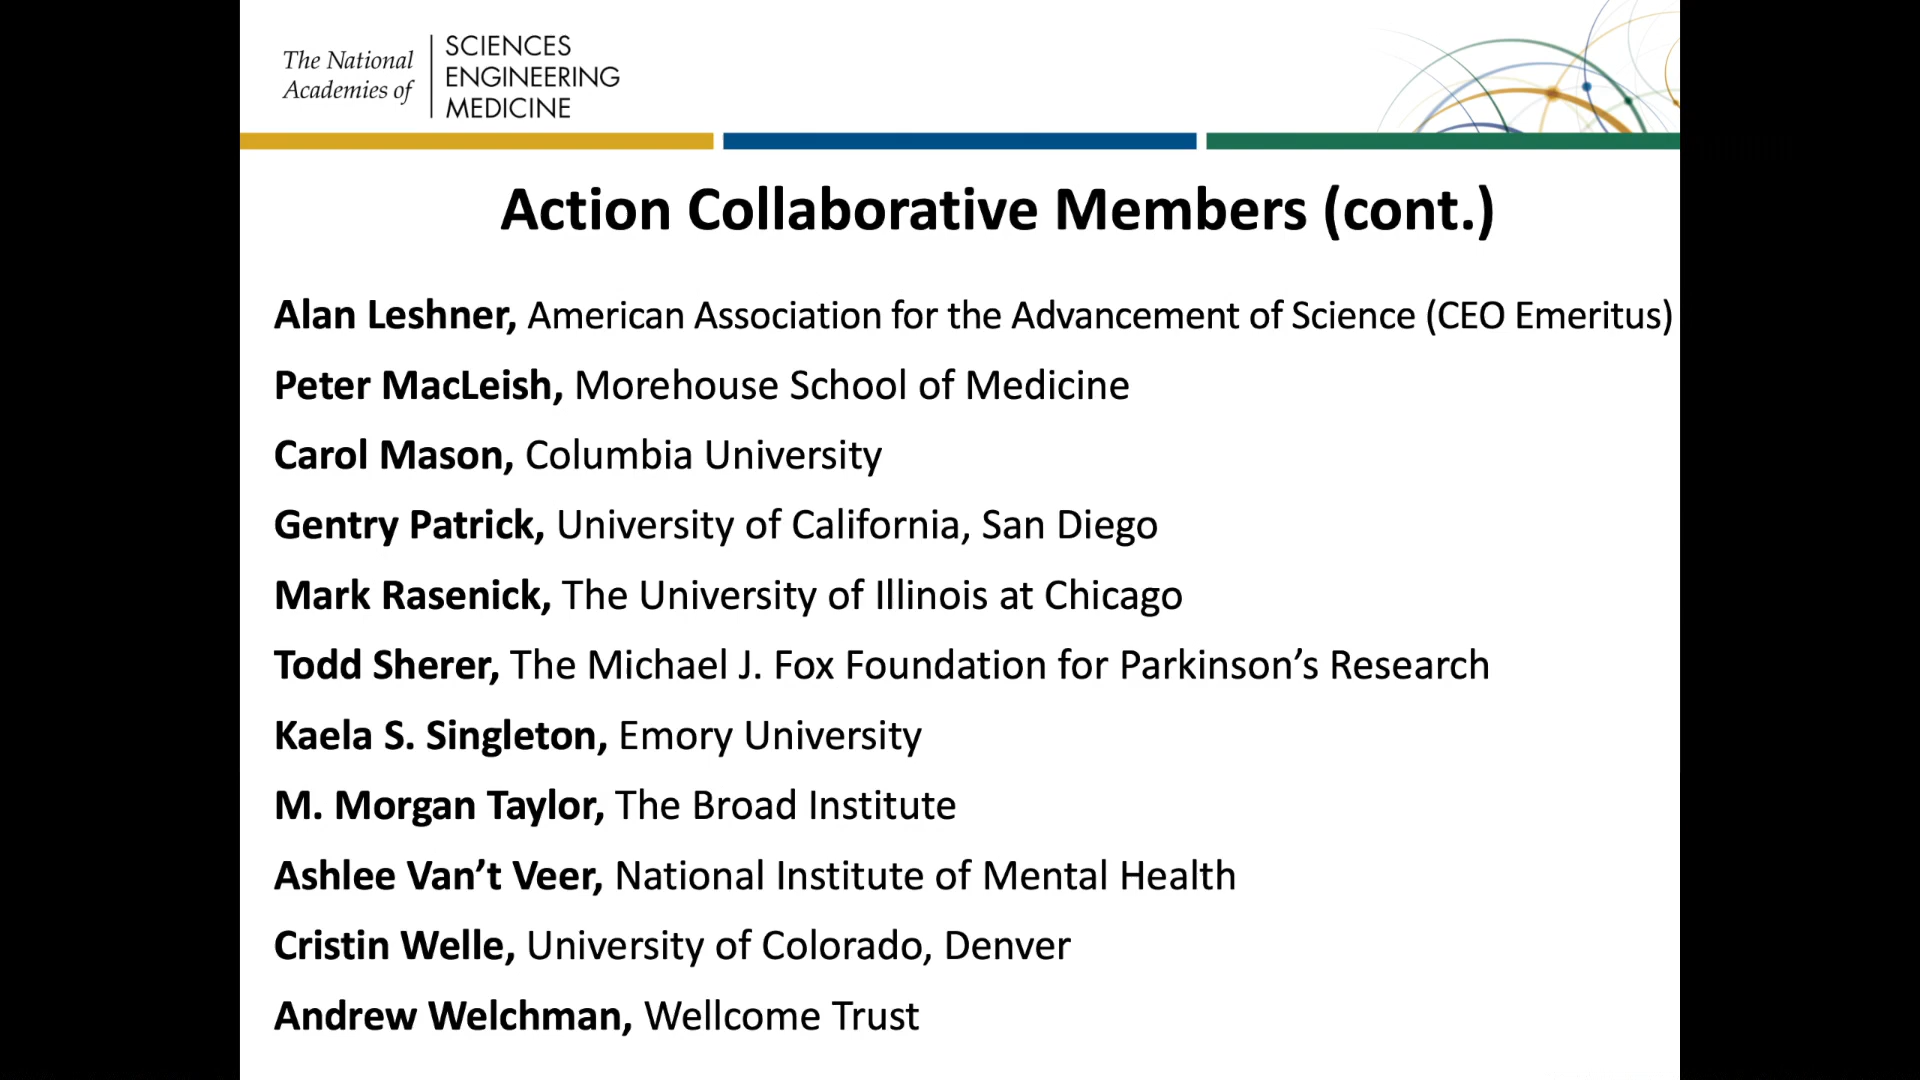 The National
Academies of
SCIENCES
ENGINEERING
MEDICINE
Action Collaborative Members (cont.)
Alan Leshner, American Association for the Advancement of Science (CEO Emeritus)
Peter MacLeish, Morehouse School of Medicine
Carol Mason, Columbia University
Gentry Patrick, University of California, San Diego
Mark Rasenick, The University of Illinois at Chicago
Todd Sherer, The Michael J. Fox Foundation for Parkinson’s Research
Kaela S. Singleton, Emory University
M. Morgan Taylor, The Broad Institute
Ashlee Van’t Veer, National Institute of Mental Health
Cristin Welle, University of Colorado, Denver
Andrew Welchman, Wellcome Trust